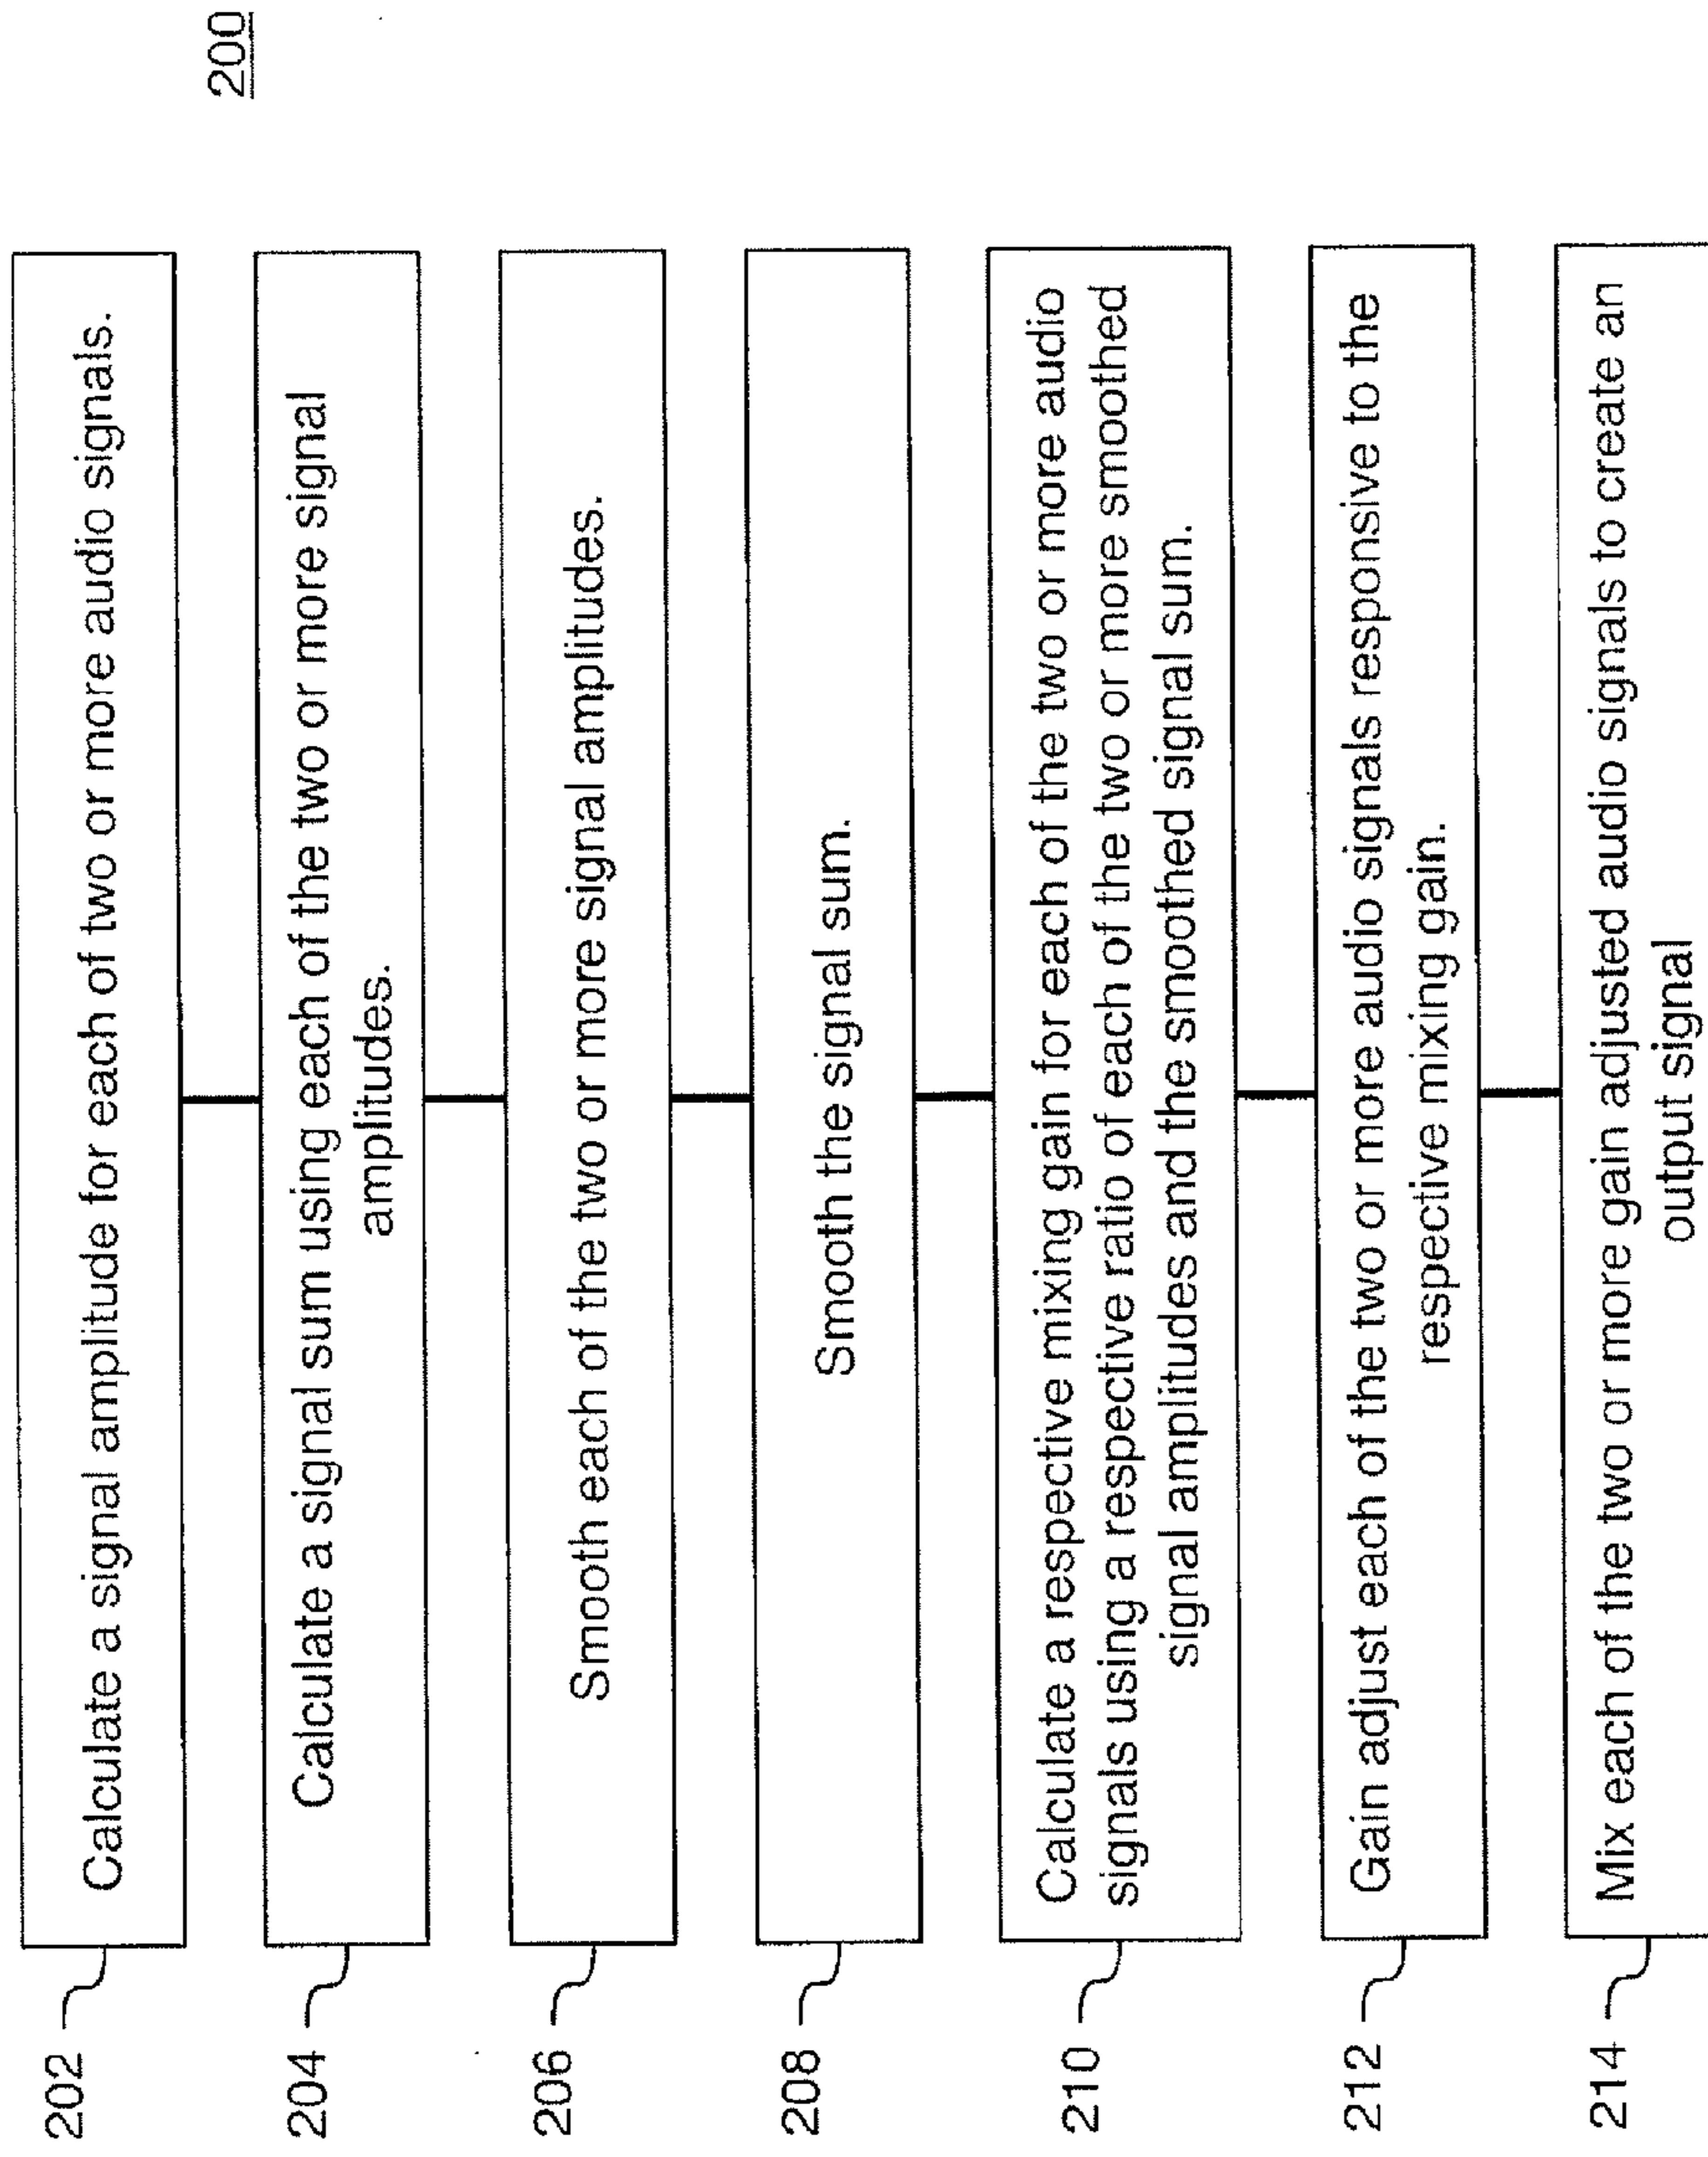 200
202
Calculate a signal amplitude for each of two or more audio signals.
204
Calculate a signal sum using each of the two or more signal
amplitudes.
206
Smooth each of the two or more signal amplitudes.
208
Smooth the signal sum.
210
Calculate a respective mixing gain for each of the two or more audio
signals using a respective ratio of each of the two or more smoothed
signal amplitudes and the smoothed signal sum.
212
Gain adjust each of the two or more audio signals responsive to the
respective mixing gain.
214
Mix each of the two or more gain adjusted audio signals to create an
output signal